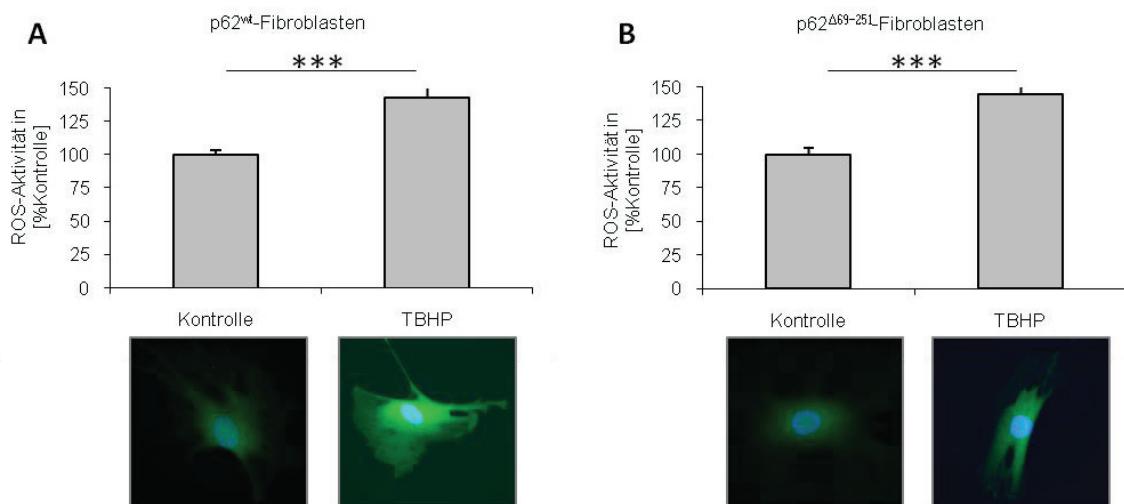 A
p62wt-Fibroblasten
***
ROS-Aktivität in
[%Kontrolle]
150
125
100
75
50
25
0
Kontrolle
TBHP
B
p62Δ69-251-Fibroblasten
***
ROS-Aktivität in
[%Kontrolle]
150
125
100
75
50
25
0
Kontrolle
TBHP